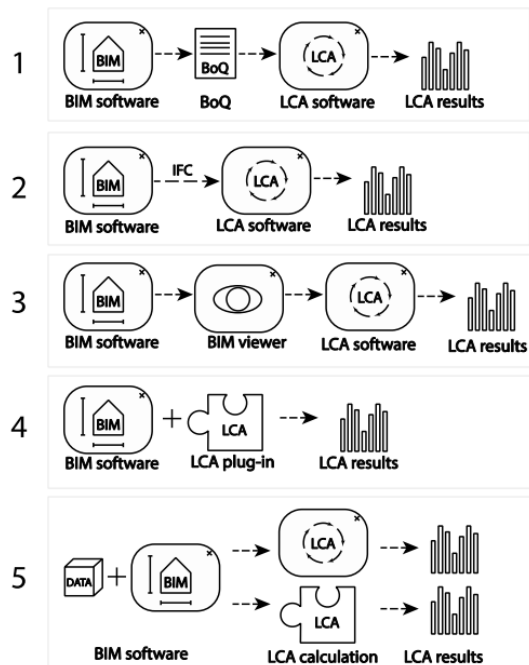 1
BIM
BoQ
LCA
BIM software
BoQ
LCA software
LCA results
2
BIM
IFC
LCA
BIM software
LCA software
LCA results
3
BIM
LCA
BIM software
BIM viewer
LCA software
LCA results
4
BIM
+
LCA
BIM software
LCA plug-in
LCA results
5
DATA
+
BIM
LCA
LCA
BIM software
LCA calculation
LCA results